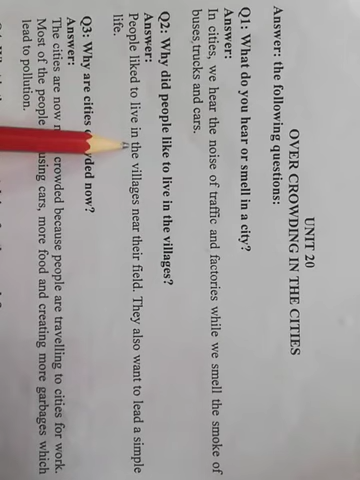 UNIT 20
OVER CROWDING IN THE CITIES
Answer: the following questions:
Q1: What do you hear or smell in a city?
Answer:
In cities, we hear the noise of traffic and factories while we smell the smoke of
buses, trucks and cars.
Q2: Why did people like to live in the villages?
Answer:
People liked to live in the villages near their field. They also want to lead a simple
life.
Q3: Why are cities now?
Answer:
The cities are now crowded because people are travelling to cities for work.
Most of the people using cars, more food and creating more garbages which
lead to pollution.